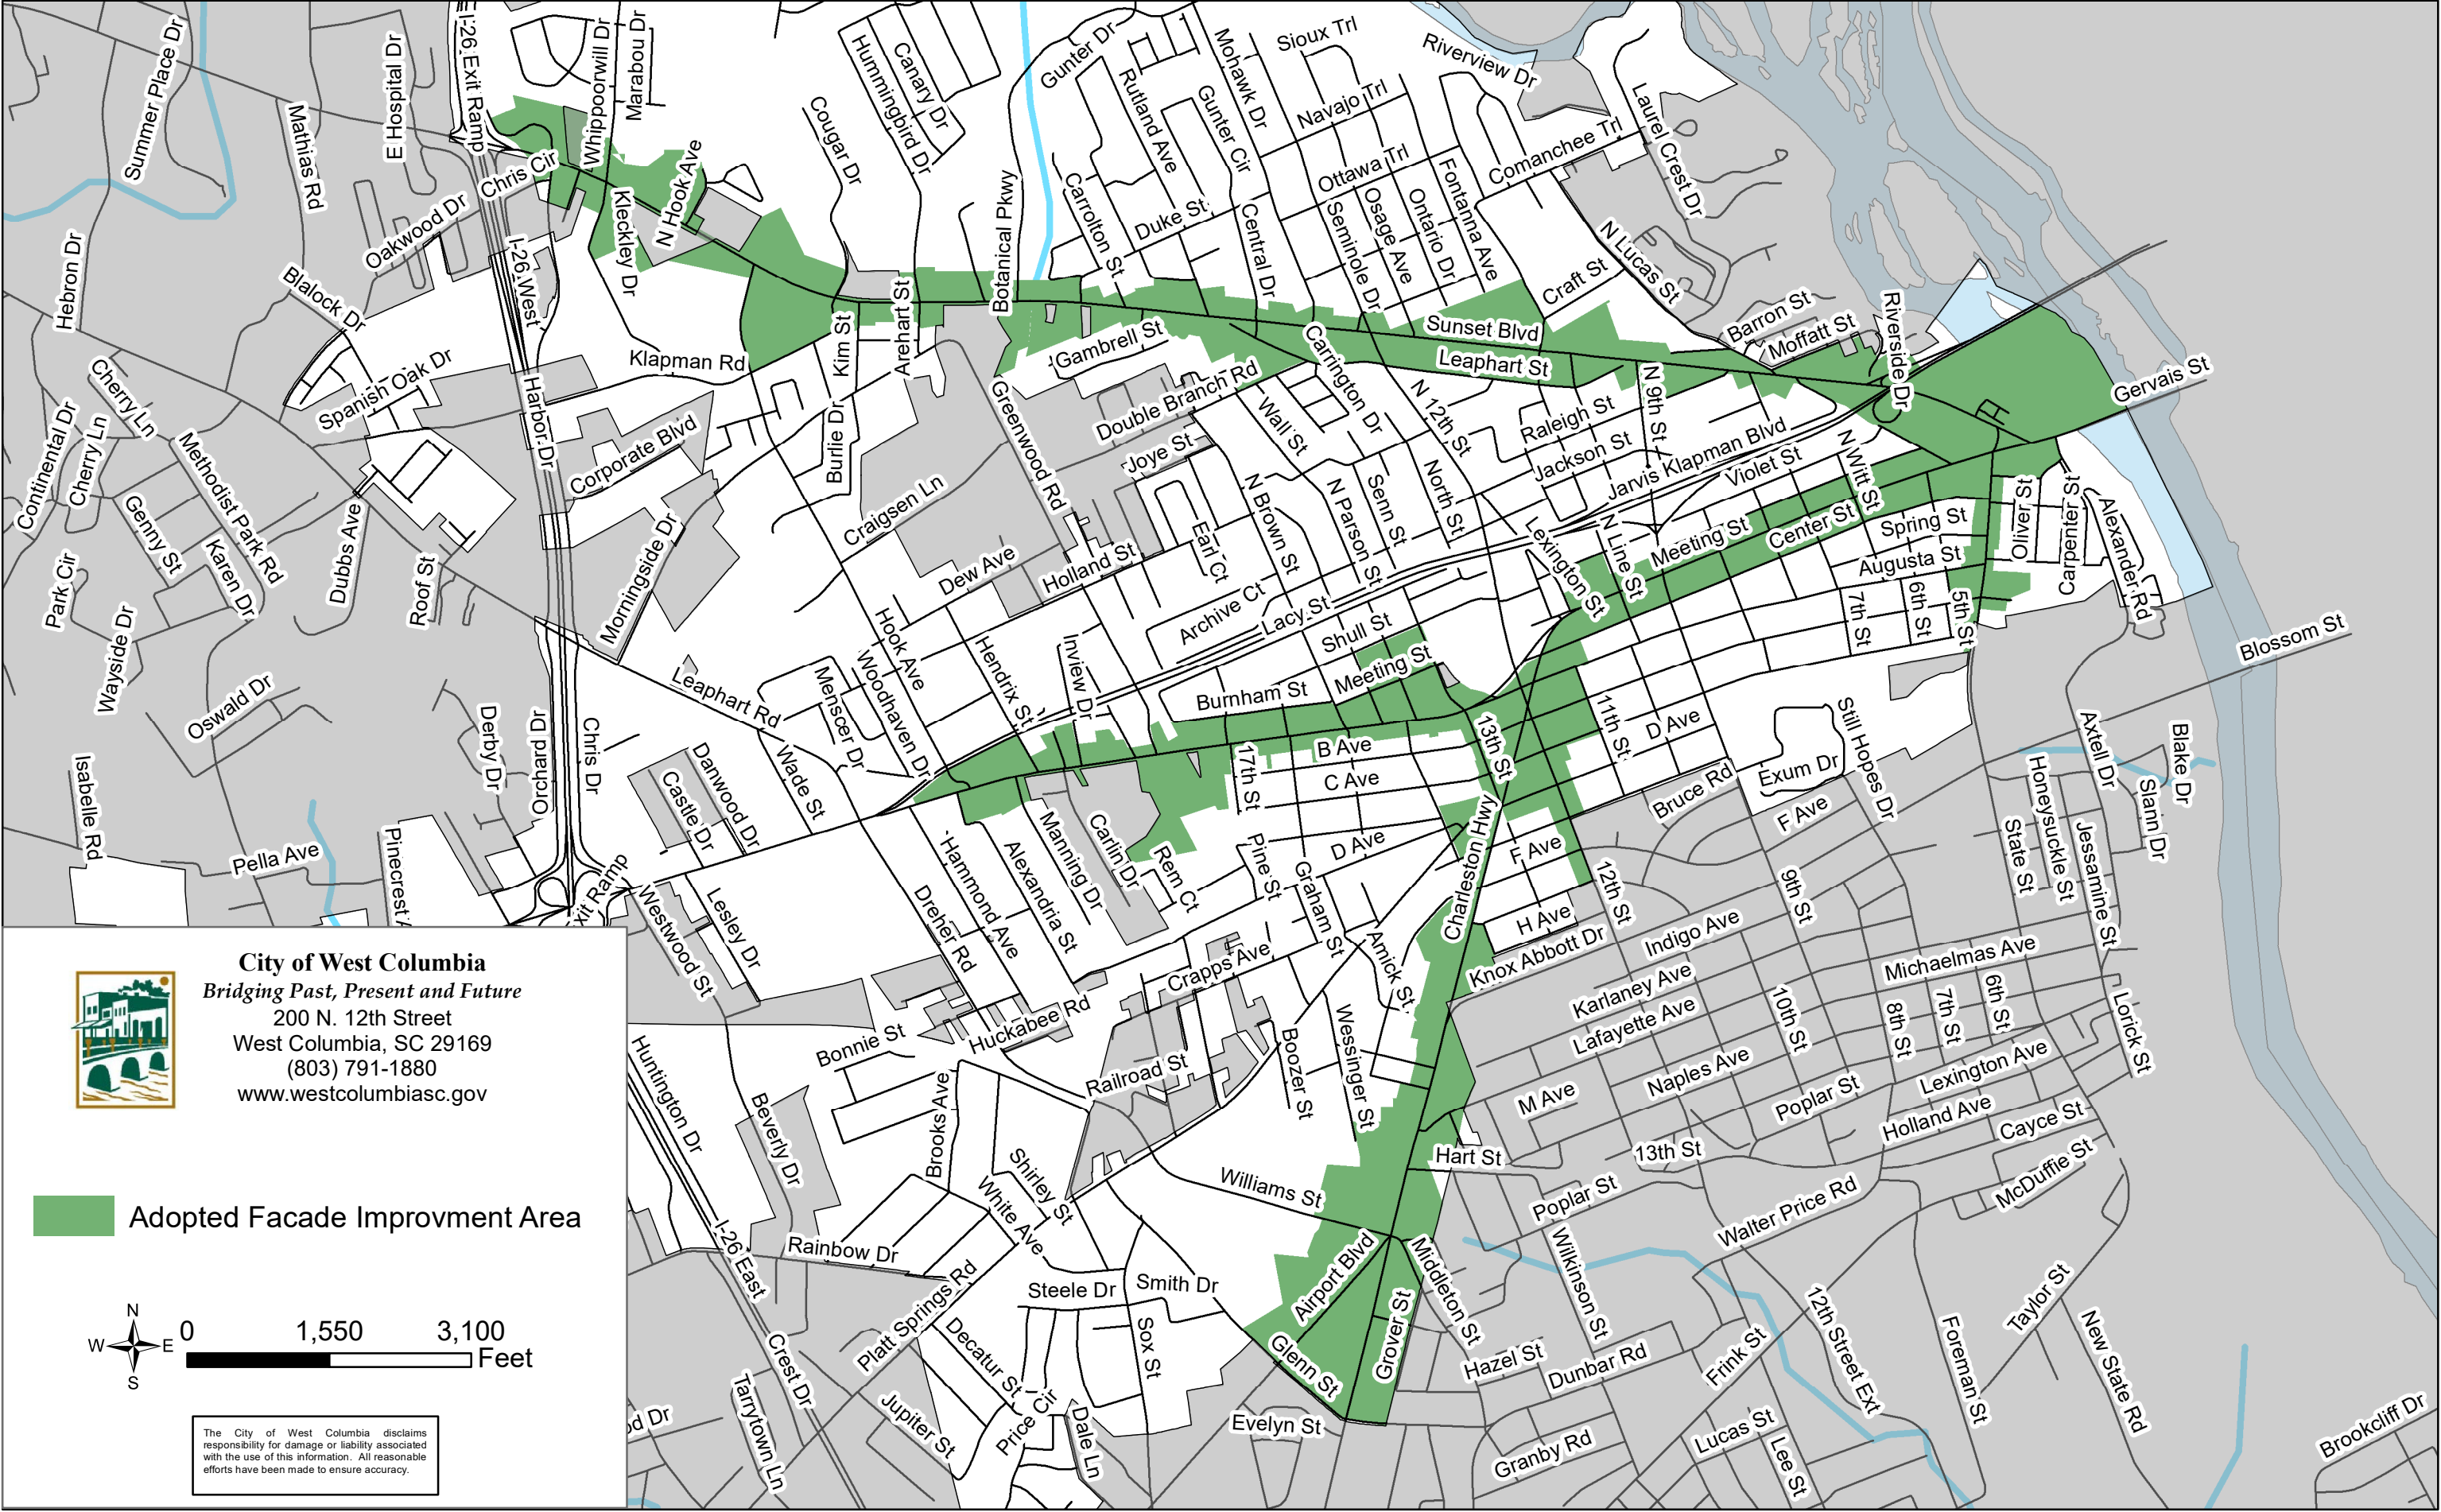 Summer Place Dr
E Hospital Dr
I-26 Exit Ramp
Whippoorwill Dr
Marabou Dr
Hummingbird Dr
Canary Dr
Gunter Dr
Mohawk Dr
Sioux Trl
Riverview Dr
Mathias Rd
Cougar Dr
Rutland Ave
Gunter Cir
Navajo Trl
Laurel Crest Dr
Chris Cir
N Hook Ave
Comanchee Trl
Ottawa Trl
Fontanna Ave
Oakwood Dr
Kleckley Dr
Botanical Pkwy
Carrolton St
Duke St
Central Dr
Seminole Dr
Osage Ave
Ontario Dr
N Lucas St
Hebron Dr
I-26 West
Blalock Dr
Arehart St
Kim St
Craft St
Barron St
Moffatt St
Riverside Dr
Sunset Blvd
Leaphart St
Gambrell St
Carrington Dr
Klapman Rd
Spanish Oak Dr
Cherry Ln
Harbor Dr
Greenwood Rd
Double Branch Rd
Wall St
N 12th St
Raleigh St
N 9th St
Gervais St
Continental Dr
Cherry Ln
Methodist Park Rd
Corporate Blvd
Burlie Dr
Joye St
Jackson St
Jarvis Klapman Blvd
Violet St
N Witt St
Genny St
Craigsen Ln
N Brown St
N Parson St
Senn St
North St
Lexington St
N Line St
Meeting St
Center St
Spring St
Oliver St
Carpenter St
Alexander Rd
Park Cir
Karen Dr
Dubbs Ave
Roof St
Morningside Dr
Dew Ave
Holland St
Earl Ct
Augusta St
Archive Ct
Lacy St
Shull St
7th St
6th St
5th St
Wayside Dr
Hook Ave
Hendrix St
Inview Dr
Meeting St
Burnham St
Blossom St
Oswald Dr
Leaphart Rd
Menscer Dr
Woodhaven Dr
Derby Dr
Orchard Dr
Chris Dr
Danwood Dr
Castle Dr
Wade St
17th St
B Ave
C Ave
13th St
11th St
D Ave
Still Hopes Dr
Exum Dr
Bruce Rd
F Ave
Axtell Dr
Blake Dr
Slann Dr
Honeysuckle St
State St
Jessamine St
Isabelle Rd
Pella Ave
Pinecrest A
xit Ramp
Westwood St
Lesley Dr
Dreher Rd
Hammond Ave
Alexandria St
Manning Dr
Carlin Dr
Rem Ct
Pine St
Graham St
D Ave
Charleston Hwy
F Ave
12th St
9th St
H Ave
Knox Abbott Dr
Indigo Ave
Michaelmas Ave
Karlaney Ave
Lafayette Ave
10th St
8th St
7th St
6th St
Lorick St
Crapps Ave
Amick St
Huckabee Rd
Bonnie St
Railroad St
Boozer St
Wessinger St
Naples Ave
M Ave
Poplar St
Lexington Ave
Holland Ave
Cayce St
McDuffie St
Huntington Dr
Beverly Dr
Brooks Ave
Shirley St
White Ave
Williams St
Hart St
13th St
Poplar St
Walter Price Rd
I-26 East
Rainbow Dr
Platt Springs Rd
Steele Dr
Smith Dr
Airport Blvd
Middleton St
Grover St
Glenn St
Wilkinson St
12th Street Ext
Taylor St
Foreman St
New State Rd
Crest Dr
Decatur St
Sox St
Hazel St
Dunbar Rd
Frink St
Tarrytown Ln
Jupiter St
Price Cir
Dale Ln
Evelyn St
Granby Rd
Lucas St
Lee St
Brookcliff Dr
od Dr
City of West Columbia
Bridging Past, Present and Future
200 N. 12th Street
West Columbia, SC 29169
(803) 791-1880
www.westcolumbiasc.gov
Adopted Facade Improvment Area
N
W E
S
0 1,550 3,100
Feet
The City of West Columbia disclaims
responsibility for damage or liability associated
with the use of this information. All reasonable
efforts have been made to ensure accuracy.